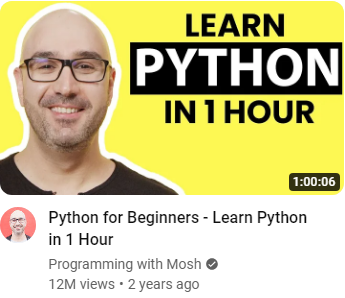 LEARN
PYTHON
IN 1 HOUR
1:00:06
Python for Beginners - Learn Python
in 1 Hour
Programming with Mosh
12M views • 2 years ago